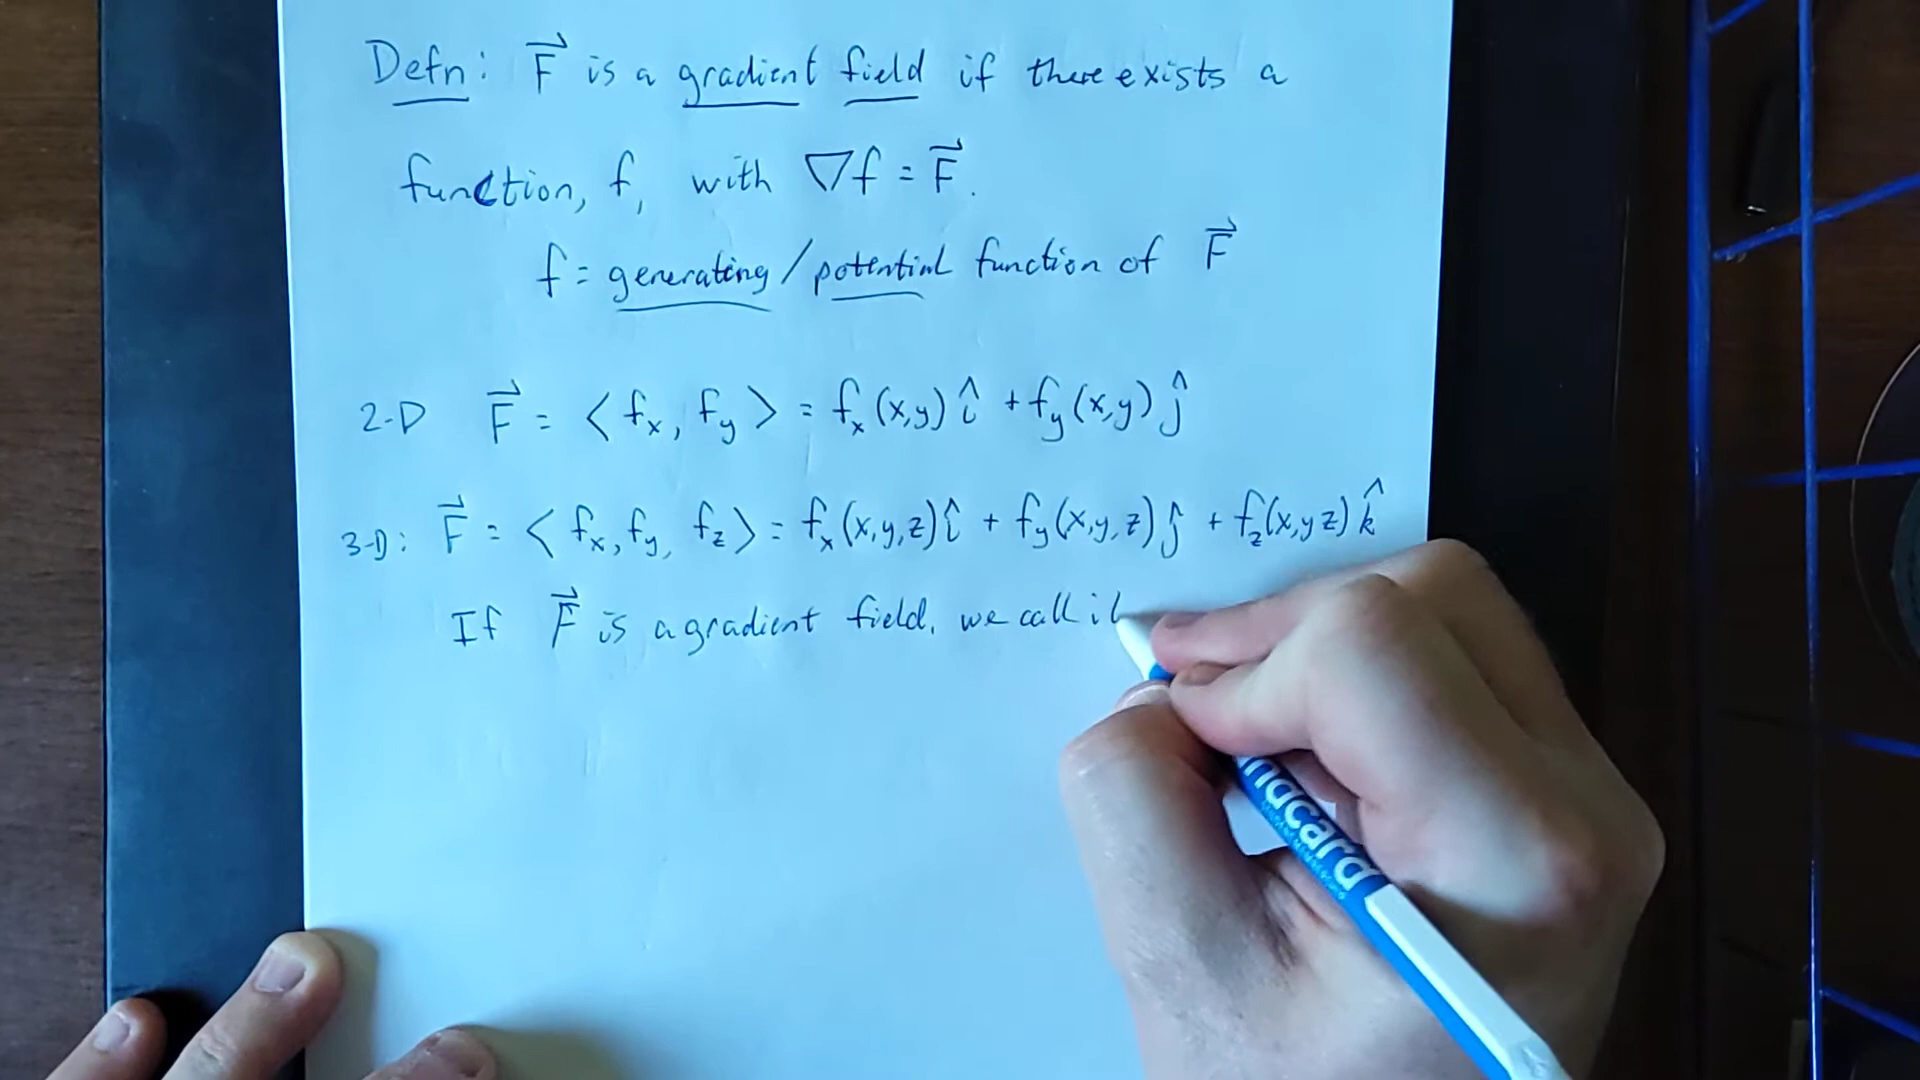 Defn: F⃗ is a gradient field if there exists a
function, f, with ∇f = F⃗.
f = generating/potential function of F⃗
2-D F⃗ = < fx, fy > = fx(x,y) î + fy(x,y) ĵ
3-D: F⃗ = < fx, fy, fz > = fx(x,y,z) î + fy(x,y,z) ĵ + fz(x,y z) k̂
If F⃗ is a gradient field, we call it
nacard